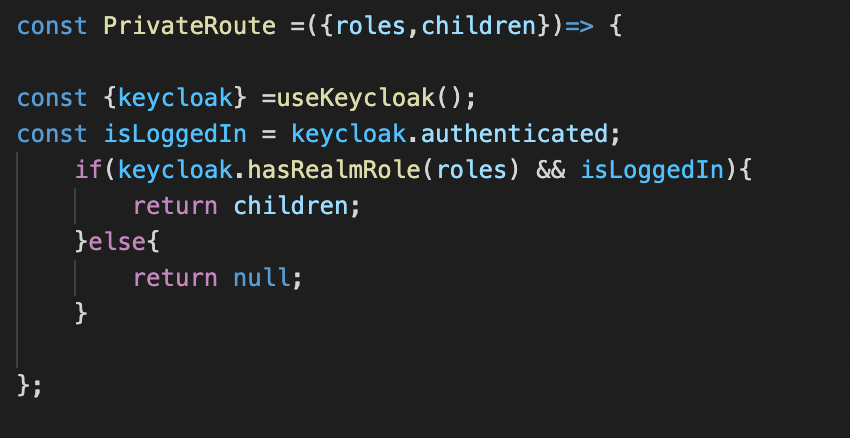 const PrivateRoute =({roles,children})=> {
const {keycloak} =useKeycloak();
const isLoggedIn = keycloak.authenticated;
if(keycloak.hasRealmRole(roles) && isLoggedIn){
return children;
}else{
return null;
}
};